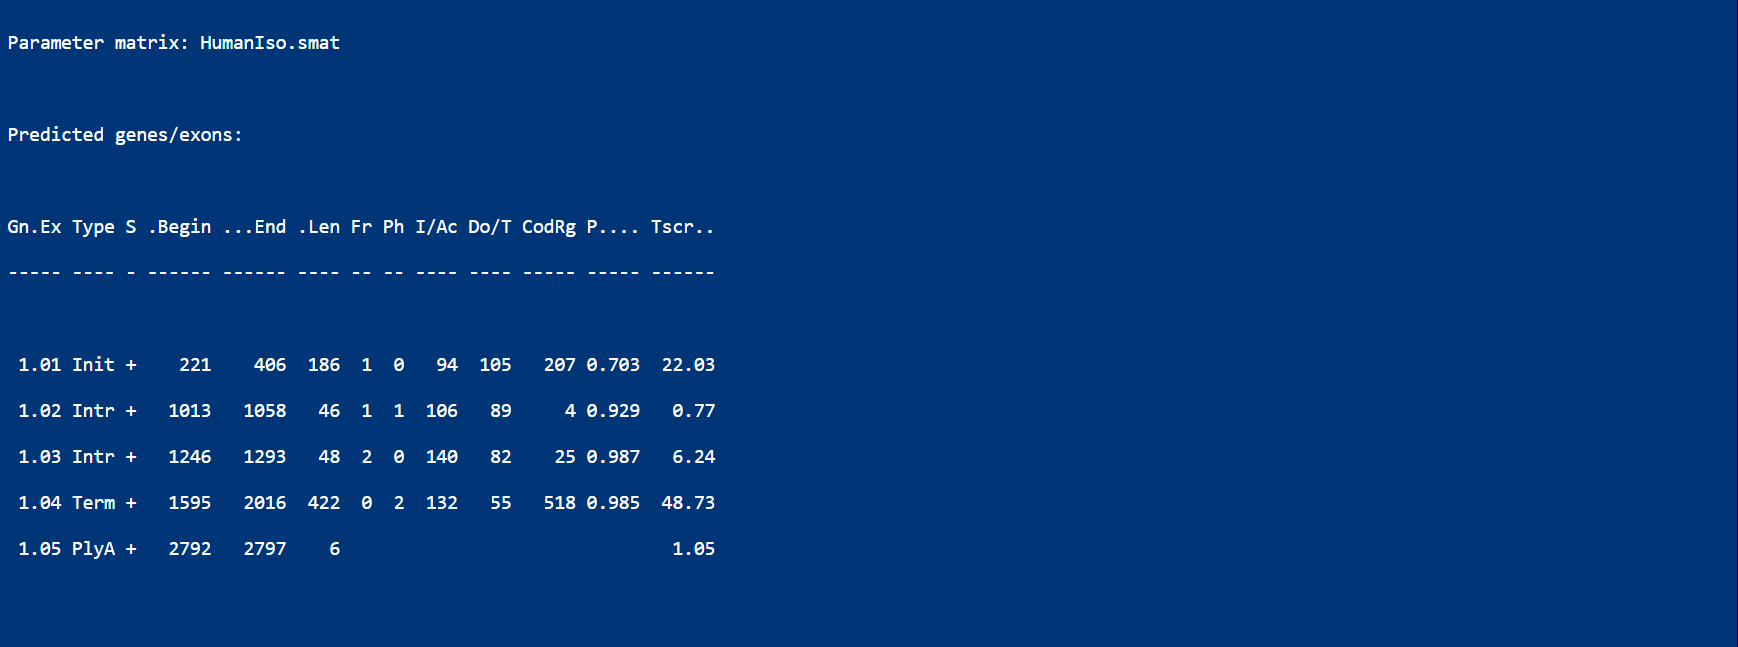 Parameter matrix: HumanIso.smat
Predicted genes/exons:
Gn.Ex Type S .Begin ...End .Len Fr Ph I/Ac Do/T CodRg P.... Tscr..
----- ---- - ------ ------ ---- -- -- ---- ---- ----- ----- ------
1.01 Init + 221 406 186 1 0 94 105 207 0.703 22.03
1.02 Intr + 1013 1058 46 1 1 106 89 4 0.929 0.77
1.03 Intr + 1246 1293 48 2 0 140 82 25 0.987 6.24
1.04 Term + 1595 2016 422 0 2 132 55 518 0.985 48.73
1.05 PlyA + 2792 2797 6 1.05